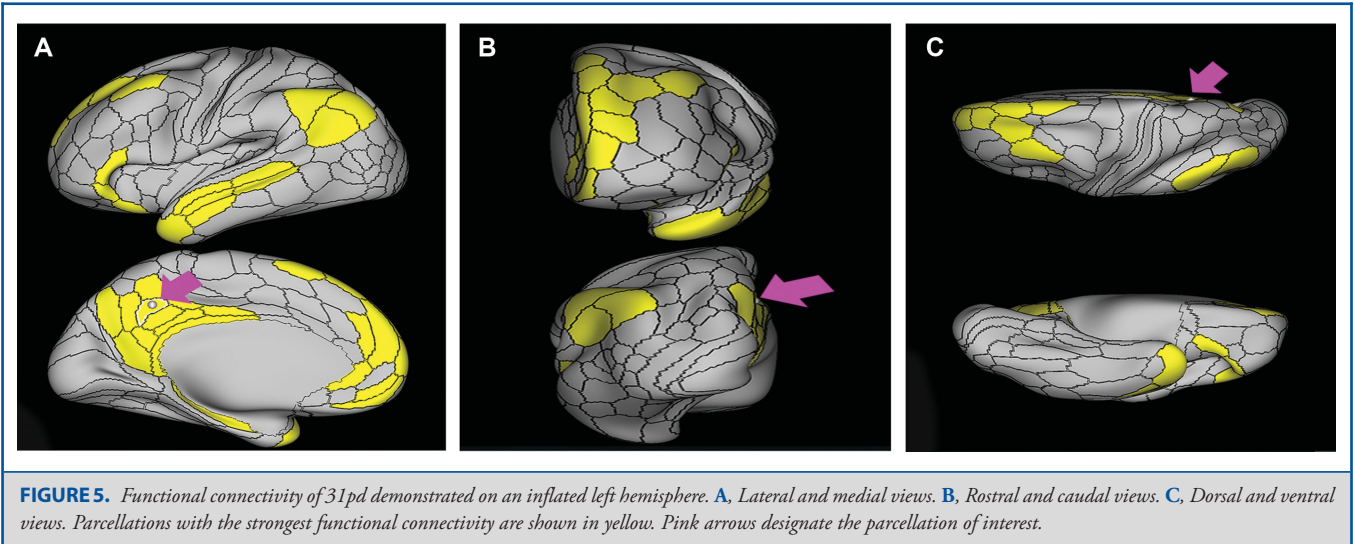 A
B
C
FIGURE 5. Functional connectivity of 31pd demonstrated on an inflated left hemisphere. A, Lateral and medial views. B, Rostral and caudal views. C, Dorsal and ventral
views. Parcellations with the strongest functional connectivity are shown in yellow. Pink arrows designate the parcellation of interest.